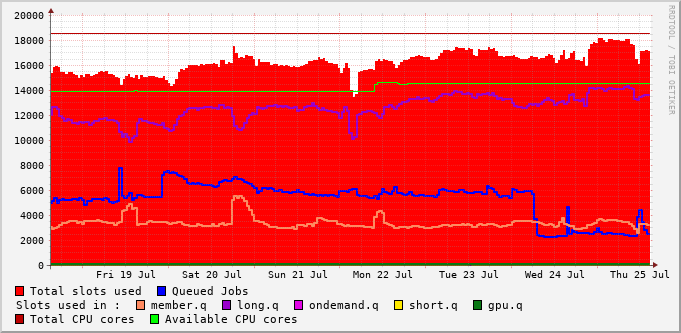 20000
18000
16000
14000
12000
10000
8000
6000
4000
2000
0
Fri 19 Jul Sat 20 Jul Sun 21 Jul Mon 22 Jul Tue 23 Jul Wed 24 Jul Thu 25 Jul
Total slots used Queued Jobs
Slots used in : member.q long.q ondemand.q short.q gpu.q
Total CPU cores Available CPU cores
RRDTOOL / TOBI OETIKER